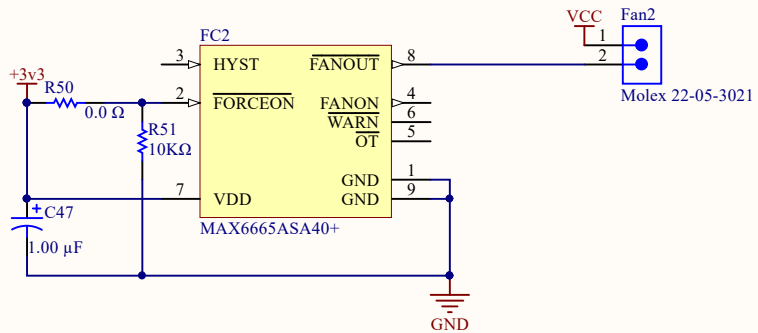 FC2
VCC
Fan2
3
HYST
FANOUT
8
1
2
+3v3
R50
0.0 Ω
2
FORCEON
FANON
4
Molex 22-05-3021
R51
10KΩ
WARN
6
OT
5
GND
1
7
VDD
GND
9
C47
+
1.00 µF
MAX6665ASA40+
GND